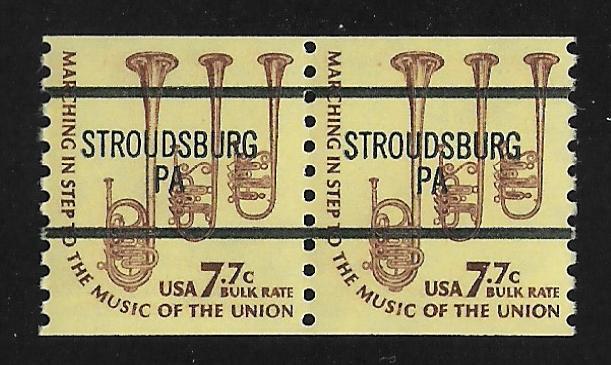 MARCHING IN STEP TO THE MUSIC OF THE UNION
STROUDSBURG
PA
USA 7.7c
BULK RATE
MARCHING IN STEP TO THE MUSIC OF THE UNION
STROUDSBURG
PA
USA 7.7c
BULK RATE